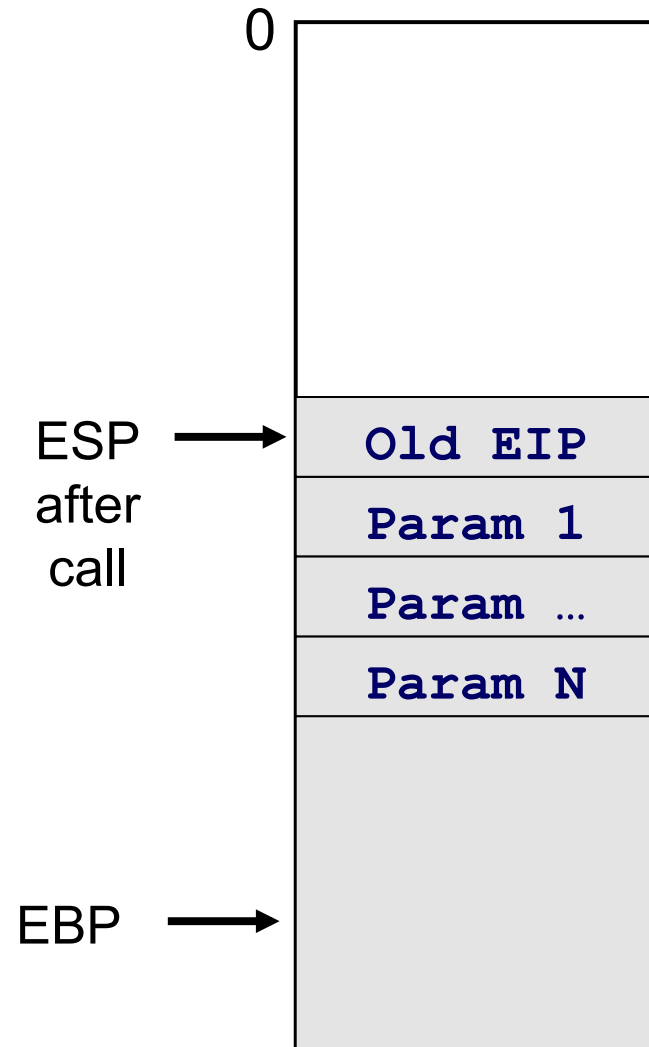 0
ESP
after
call
Old EIP
Param 1
Param …
Param N
EBP